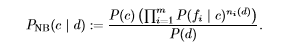 P_NB(c | d) := P(c) (∏_{i=1}^{m} P(f_i | c)^{n_i(d)}) / P(d).